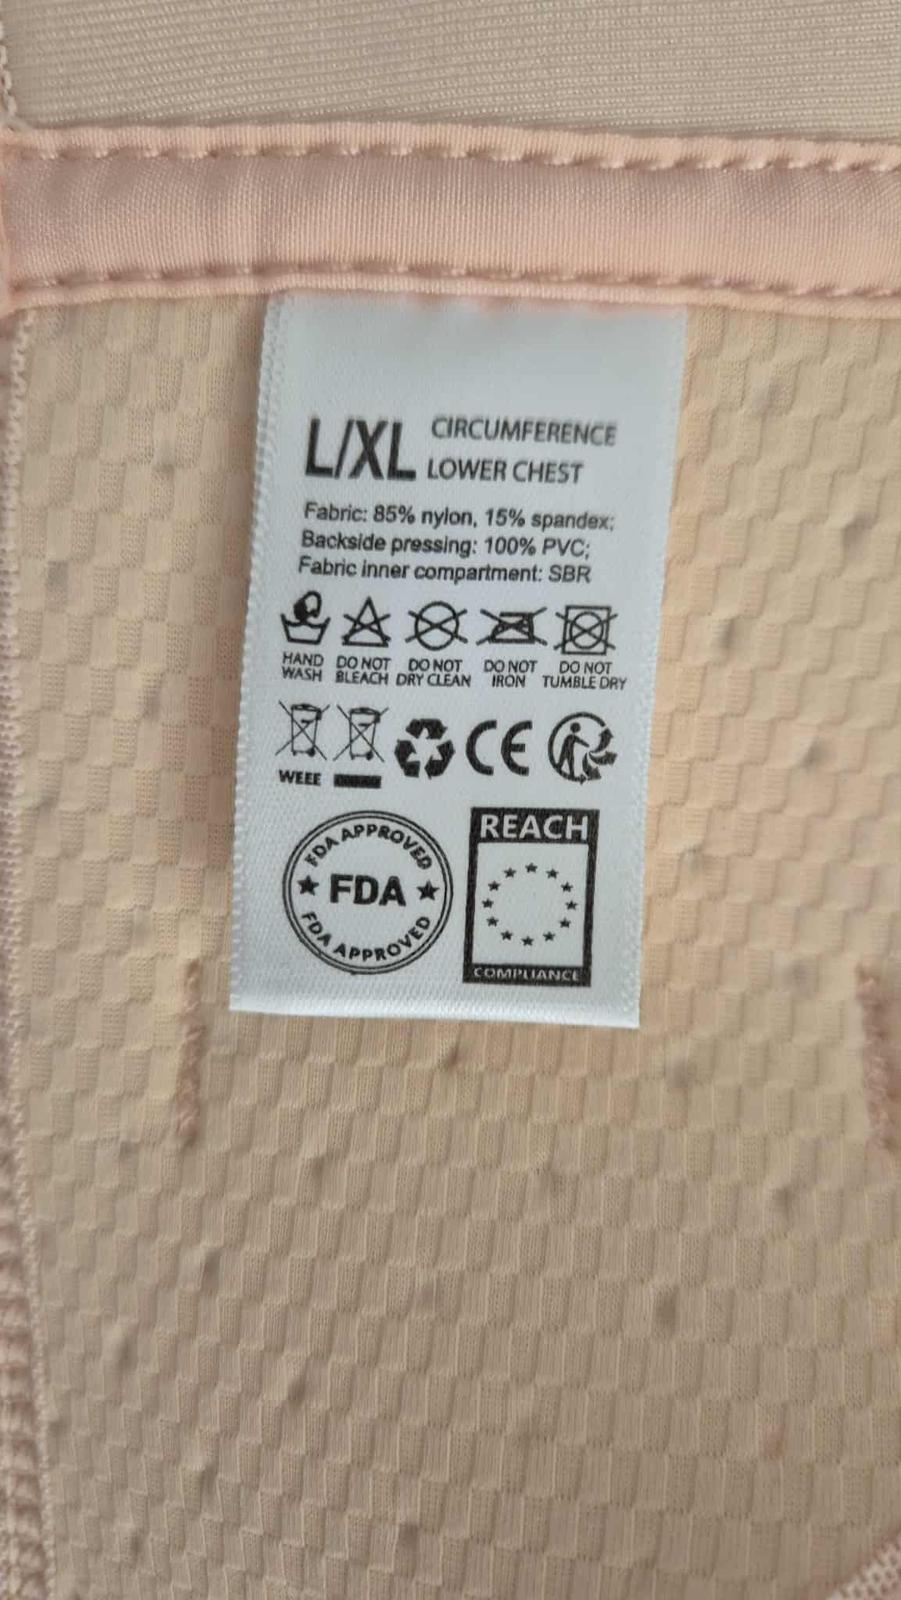 L/XL CIRCUMFERENCE
LOWER CHEST
Fabric: 85% nylon, 15% spandex;
Backside pressing: 100% PVC;
Fabric inner compartment: SBR
HAND WASH
DO NOT BLEACH
DO NOT DRY CLEAN
DO NOT IRON
DO NOT TUMBLE DRY
WEEE
CE
FDA APPROVED
FDA
FDA APPROVED
REACH
COMPLIANCE